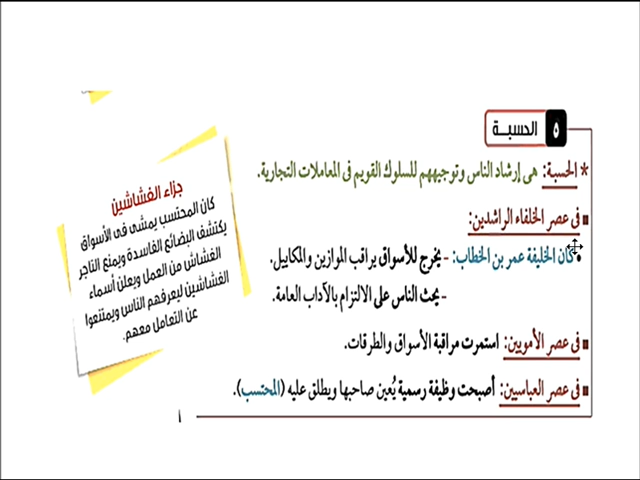 ٥ الحسبـة
* الحسبة: هى إرشاد الناس وتوجيههم للسلوك القويم فى المعاملات التجارية.
■ فى عصر الخلفاء الراشدين:
• كان الخليفة عمر بن الخطاب: - يخرج للأسواق يراقب الموازين والمكاييل.
- يحث الناس على الالتزام بالآداب العامة.
■ فى عصر الأمويين: استمرت مراقبة الأسواق والطرقات.
■ فى عصر العباسيين: أصبحت وظيفة رسمية يُعين صاحبها ويطلق عليه (المحتسب).
جزاء الغشاشين
كان المحتسب يمشى فى الأسواق
يكتشف البضائع الفاسدة ويمنع التاجر
الغشاش من العمل ويعلن أسماء
الغشاشين ليعرفهم الناس ويمتنعوا
عن التعامل معهم.
١